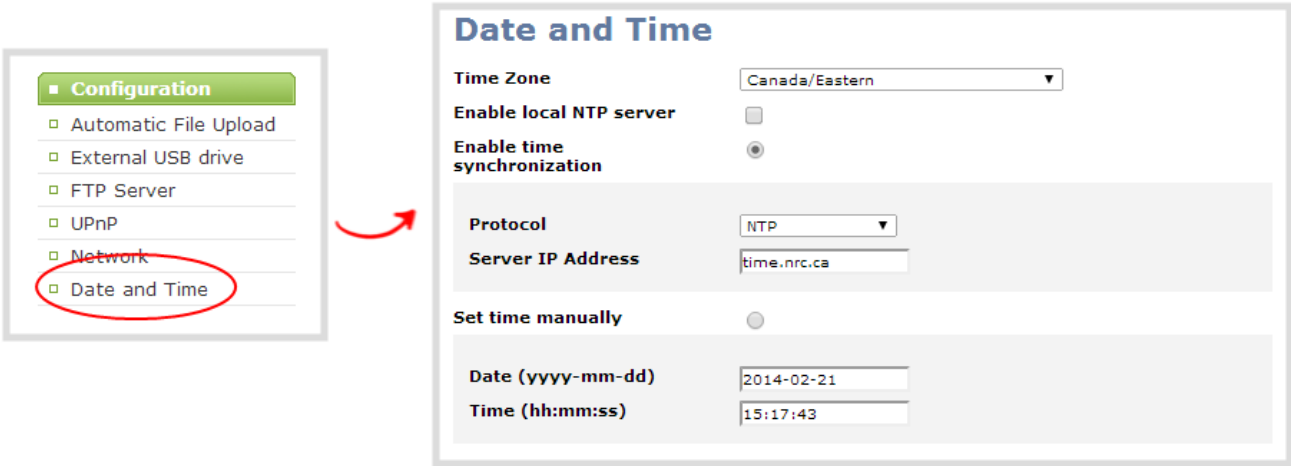 Configuration
Automatic File Upload
External USB drive
FTP Server
UPnP
Network
Date and Time
Date and Time
Time Zone Canada/Eastern
Enable local NTP server
Enable time
synchronization
Protocol NTP
Server IP Address time.nrc.ca
Set time manually
Date (yyyy-mm-dd) 2014-02-21
Time (hh:mm:ss) 15:17:43